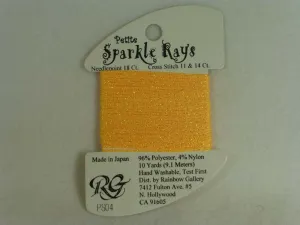 Petite
Sparkle Rays
Needlepoint 18 Ct. Cross Stitch 11 & 14 Ct.
Made in Japan
RG
PS04
96% Polyester, 4% Nylon
10 Yards (9.1 Meters)
Hand Washable, Test First
Dist. by Rainbow Gallery
7412 Fulton Ave. #5
N. Hollywood
CA 91605